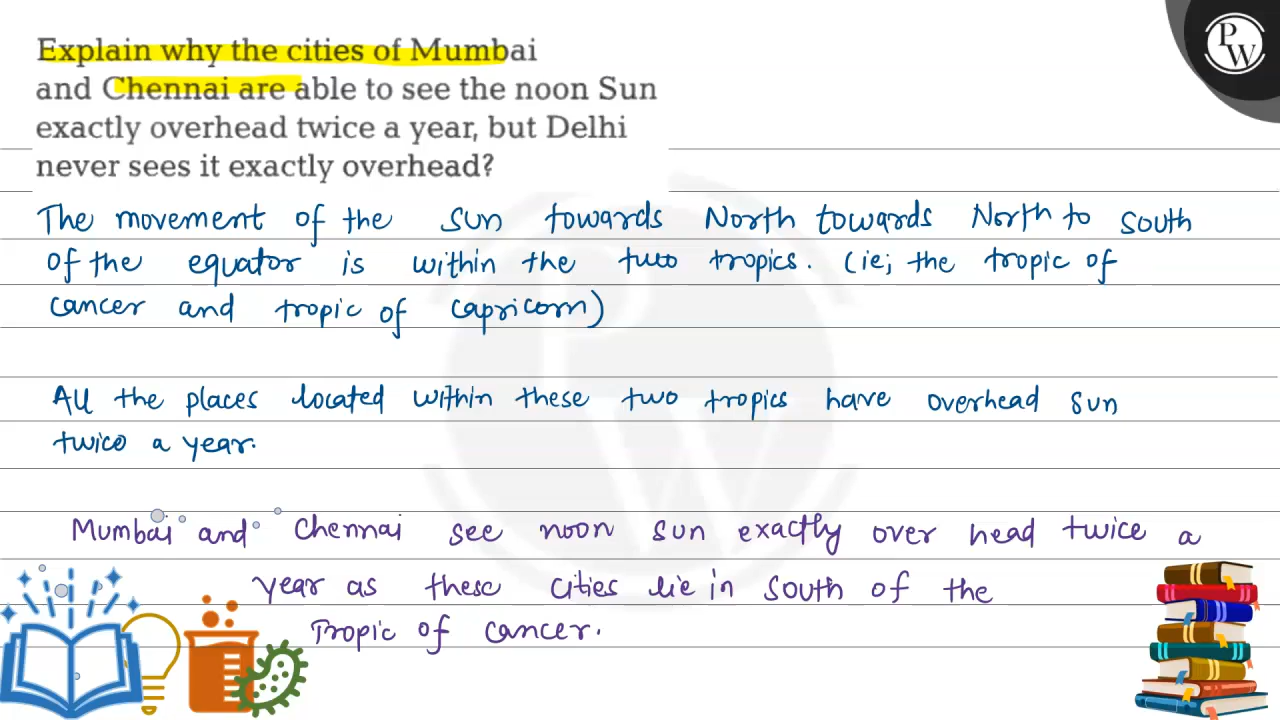 Explain why the cities of Mumbai
and Chennai are able to see the noon Sun
exactly overhead twice a year, but Delhi
never sees it exactly overhead?
The movement of the sun towards North towards North to south
of the equator is within the two tropics. (ie; the tropic of
cancer and tropic of capricorn)
All the places located within these two tropics have overhead sun
twice a year.
Mumbai and Chennai see noon sun exactly over head twice a
year as these cities lie in south of the
Tropic of cancer.
PW
PW